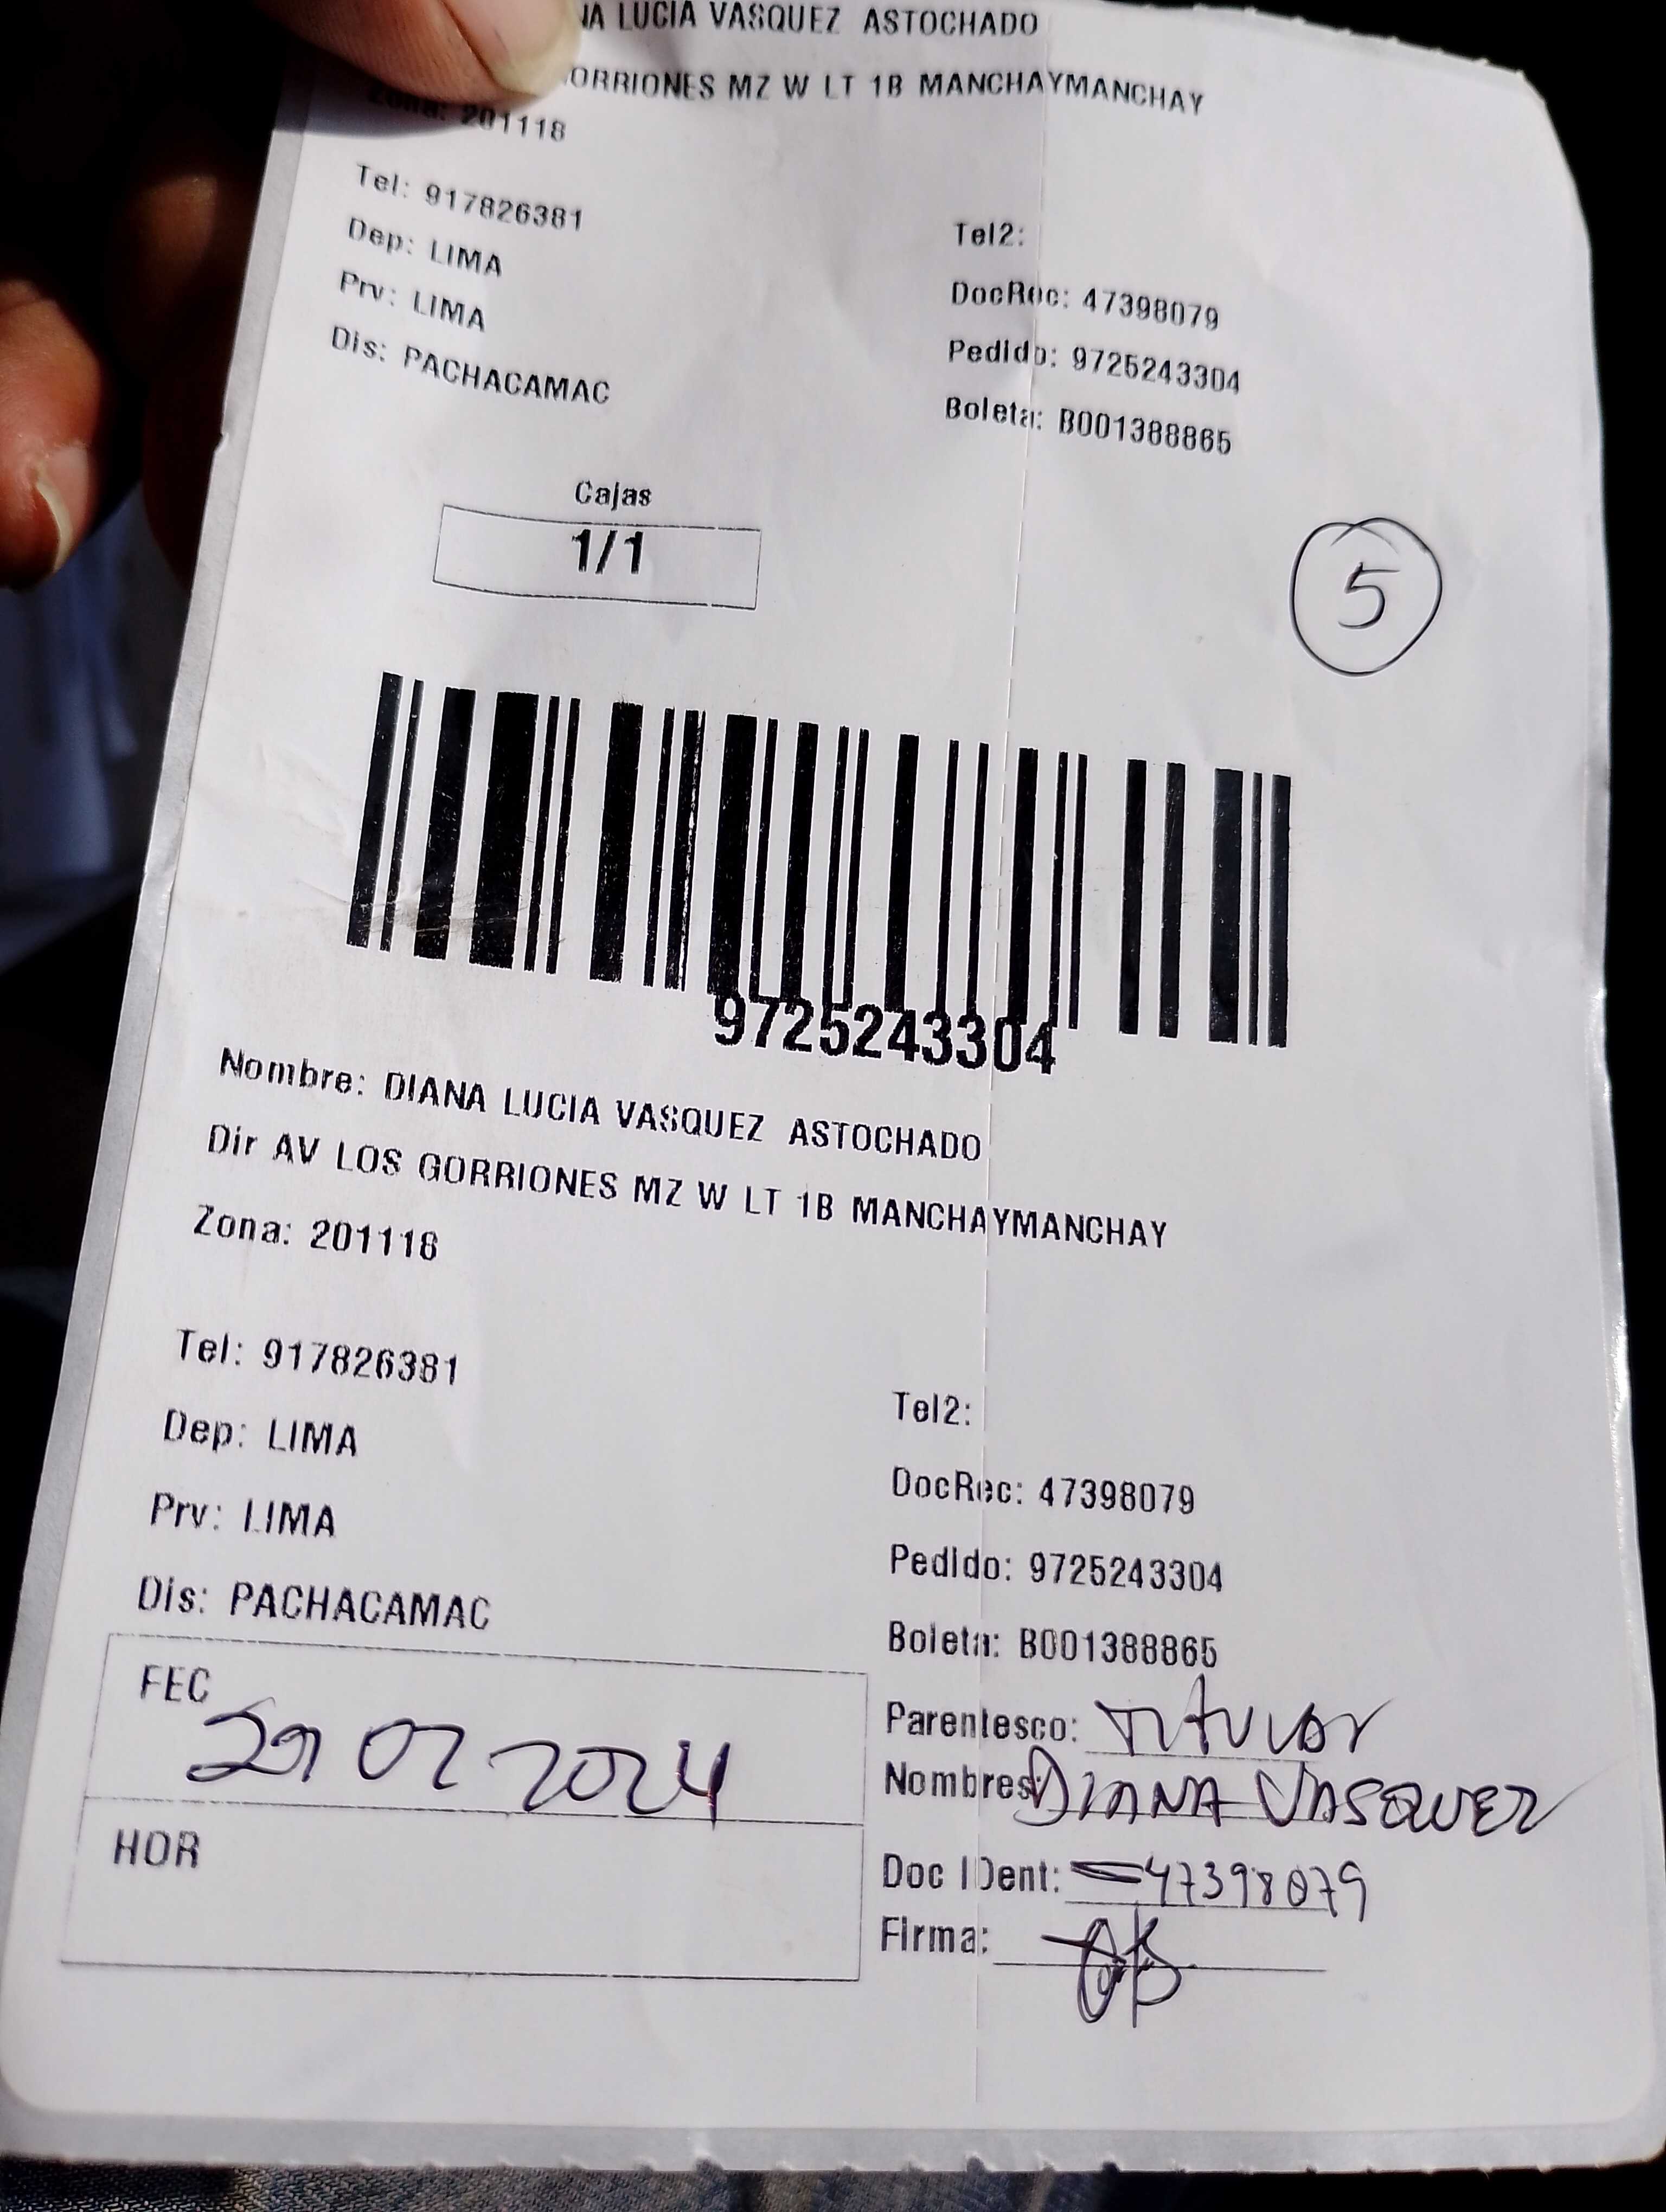 NA LUCIA VASQUEZ ASTOCHADO
GORRIONES MZ W LT 1B MANCHAYMANCHAY
Zona: 201118
Tel: 917826381
Tel2:
Dep: LIMA
DocRec: 47398079
Prv: LIMA
Pedido: 9725243304
Dis: PACHACAMAC
Boleta: B001388865
Cajas
1/1
5
9725243304
Nombre: DIANA LUCIA VASQUEZ ASTOCHADO
Dir AV LOS GORRIONES MZ W LT 1B MANCHAYMANCHAY
Zona: 201118
Tel: 917826381
Tel2:
Dep: LIMA
DocRec: 47398079
Prv: LIMA
Pedido: 9725243304
Dis: PACHACAMAC
Boleta: B001388865
FEC
29 02 2024
Parentesco: Titular
Nombres: DIANA VASQUEZ
HOR
Doc IDent: 47398079
Firma: